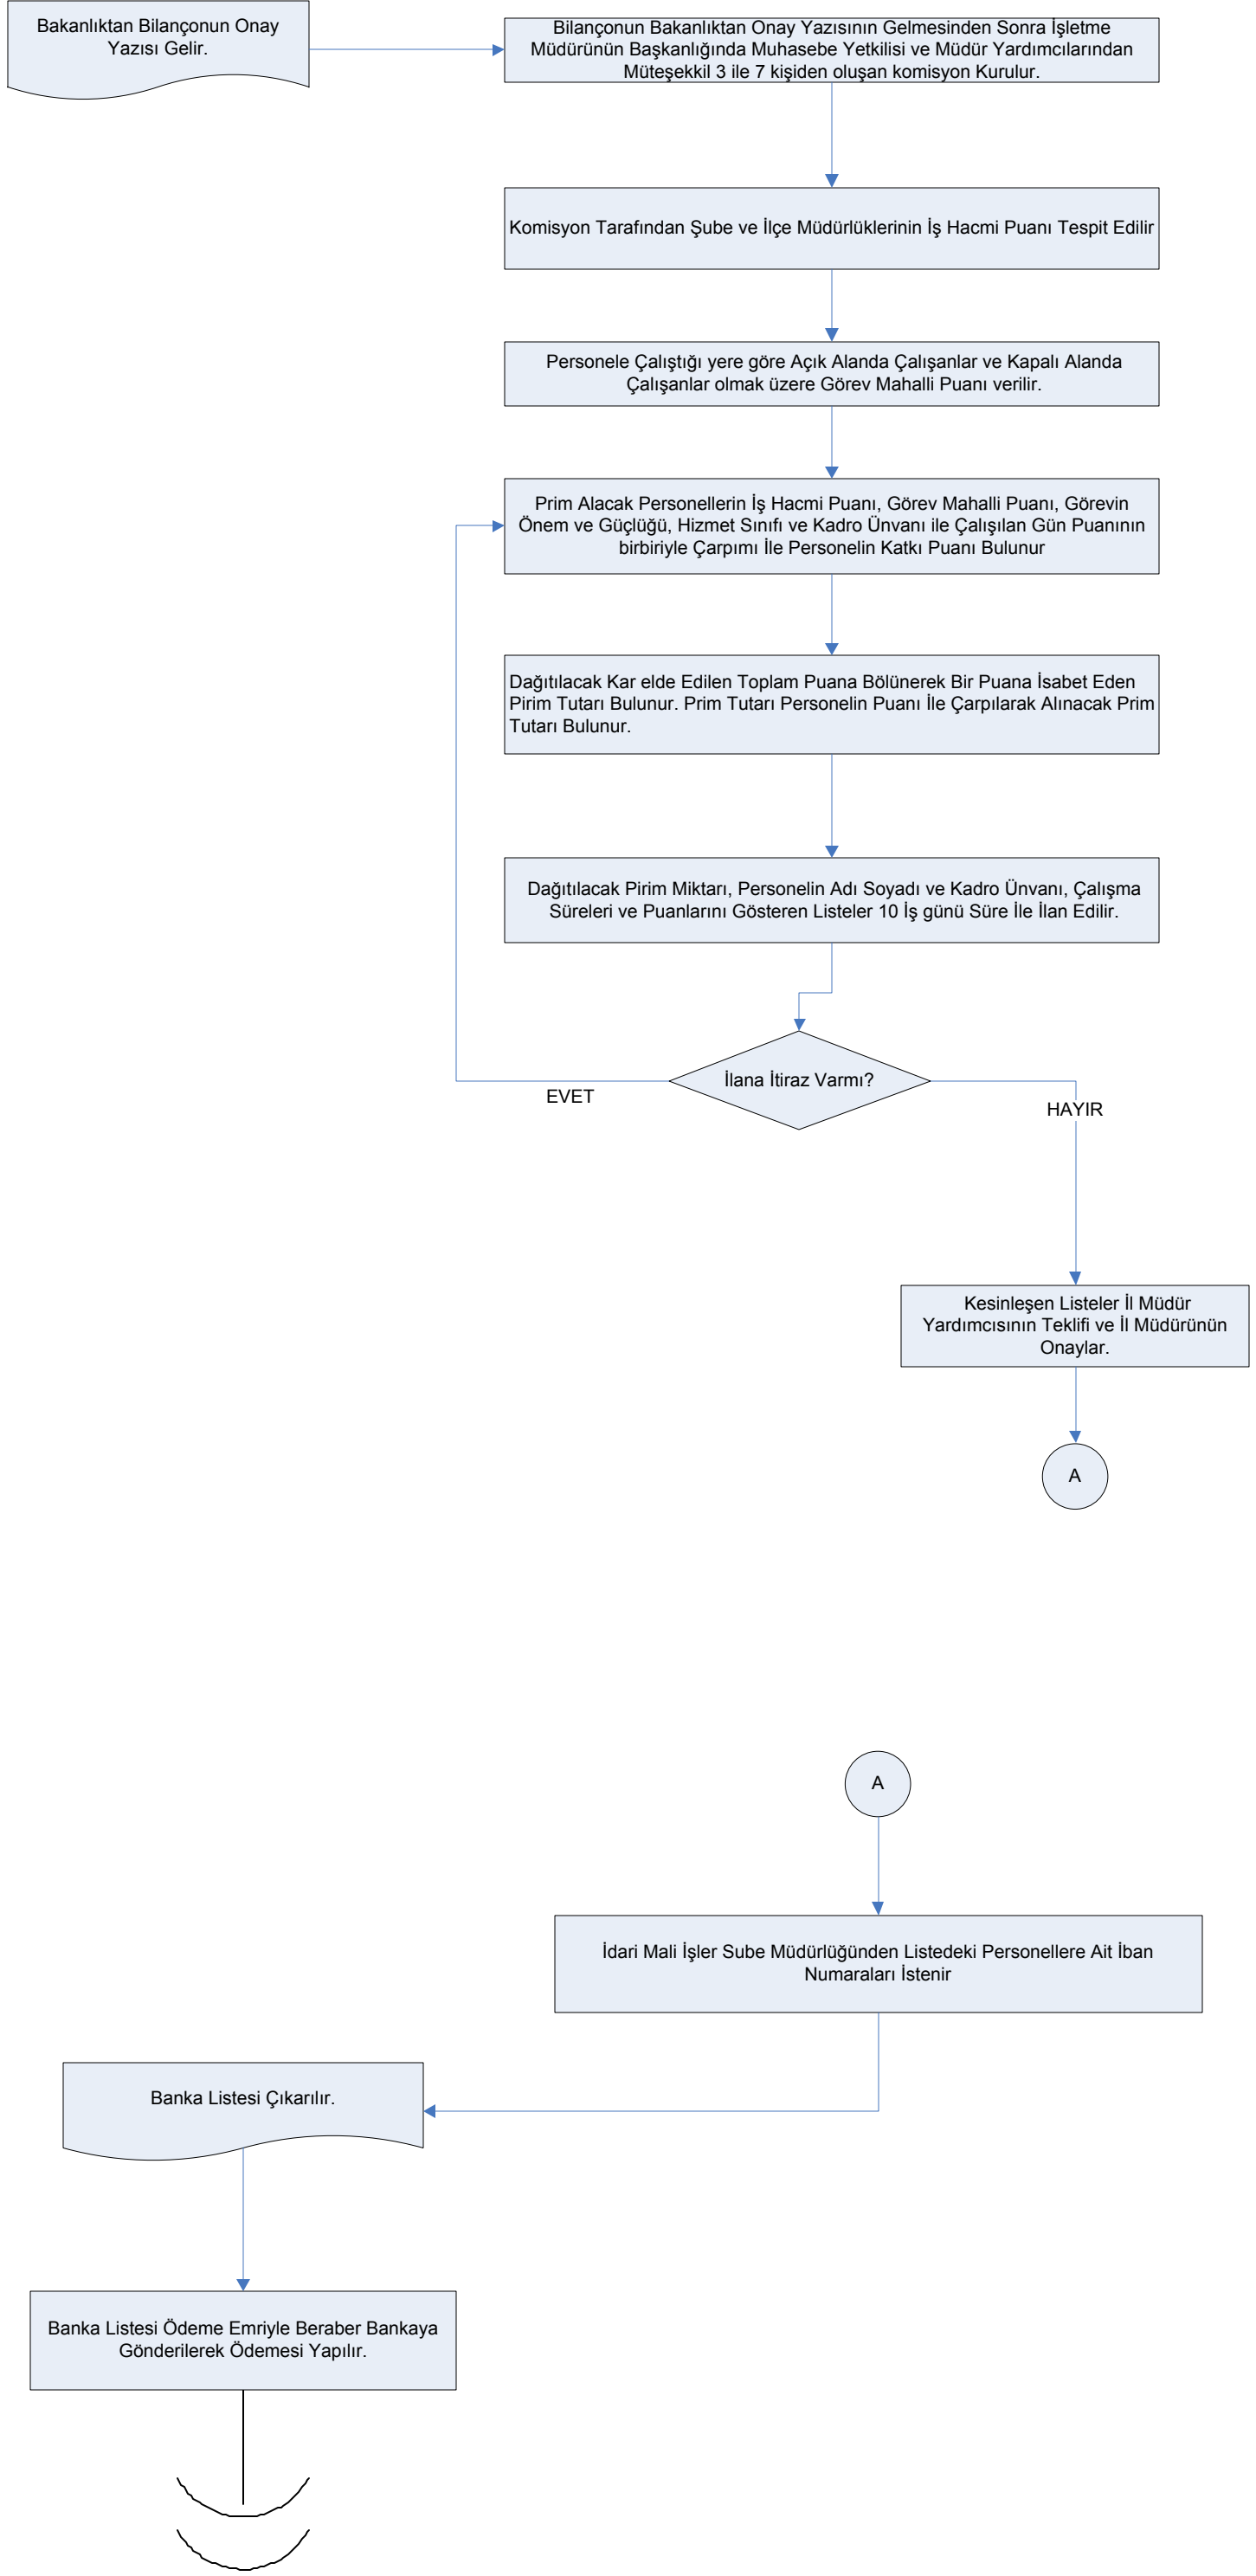 Bakanlıktan Bilançonun Onay
Yazısı Gelir.
Bilançonun Bakanlıktan Onay Yazısının Gelmesinden Sonra İşletme
Müdürünün Başkanlığında Muhasebe Yetkilisi ve Müdür Yardımcılarından
Müteşekkil 3 ile 7 kişiden oluşan komisyon Kurulur.
Komisyon Tarafından Şube ve İlçe Müdürlüklerinin İş Hacmi Puanı Tespit Edilir
Personele Çalıştığı yere göre Açık Alanda Çalışanlar ve Kapalı Alanda
Çalışanlar olmak üzere Görev Mahalli Puanı verilir.
Prim Alacak Personellerin İş Hacmi Puanı, Görev Mahalli Puanı, Görevin
Önem ve Güçlüğü, Hizmet Sınıfı ve Kadro Ünvanı ile Çalışılan Gün Puanının
birbiriyle Çarpımı İle Personelin Katkı Puanı Bulunur
Dağıtılacak Kar elde Edilen Toplam Puana Bölünerek Bir Puana İsabet Eden
Pirim Tutarı Bulunur. Prim Tutarı Personelin Puanı İle Çarpılarak Alınacak Prim
Tutarı Bulunur.
Dağıtılacak Pirim Miktarı, Personelin Adı Soyadı ve Kadro Ünvanı, Çalışma
Süreleri ve Puanlarını Gösteren Listeler 10 İş günü Süre İle İlan Edilir.
İlana İtiraz Varmı?
EVET
HAYIR
Kesinleşen Listeler İl Müdür
Yardımcısının Teklifi ve İl Müdürünün
Onaylar.
A
A
İdari Mali İşler Sube Müdürlüğünden Listedeki Personellere Ait İban
Numaraları İstenir
Banka Listesi Çıkarılır.
Banka Listesi Ödeme Emriyle Beraber Bankaya
Gönderilerek Ödemesi Yapılır.